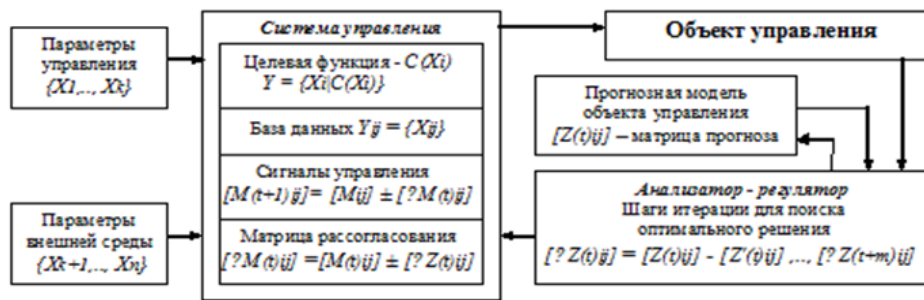 Параметры
управления
{X1,.., Xk}
Параметры
внешней среды
{Xk+1,.., Xn}
Система управления
Целевая функция - C(Xi)
Y = {Xi|C(Xi)}
База данных Yij = {Xij}
Сигналы управления
[M(t+1)ij]= [Mij] ± [?M(t)ij]
Матрица рассогласования
[?M(t)ij] =[M(t)ij] ± [?Z(t)ij]
Объект управления
Прогнозная модель
объекта управления
[Z(t)ij] – матрица прогноза
Анализатор - регулятор
Шаги итерации для поиска
оптимального решения
[?Z(t)ij] = [Z(t)ij] - [Z'(t)ij] ,.., [?Z(t+m)ij]